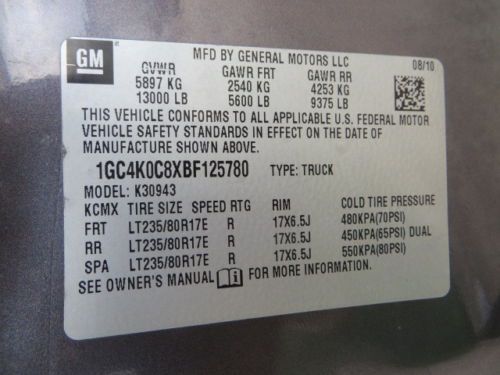 GM
MFD BY GENERAL MOTORS LLC 08/10
GVWR GAWR FRT GAWR RR
5897 KG 2540 KG 4253 KG
13000 LB 5600 LB 9375 LB
THIS VEHICLE CONFORMS TO ALL APPLICABLE U.S. FEDERAL MOTOR
VEHICLE SAFETY STANDARDS IN EFFECT ON THE DATE OF
MANUFACTURE SHOWN ABOVE.
1GC4K0C8XBF125780 TYPE: TRUCK
MODEL: K30943
KCMX TIRE SIZE SPEED RTG RIM COLD TIRE PRESSURE
FRT LT235/80R17E R 17X6.5J 480KPA(70PSI)
RR LT235/80R17E R 17X6.5J 450KPA(65PSI) DUAL
SPA LT235/80R17E R 17X6.5J 550KPA(80PSI)
SEE OWNER'S MANUAL FOR MORE INFORMATION.